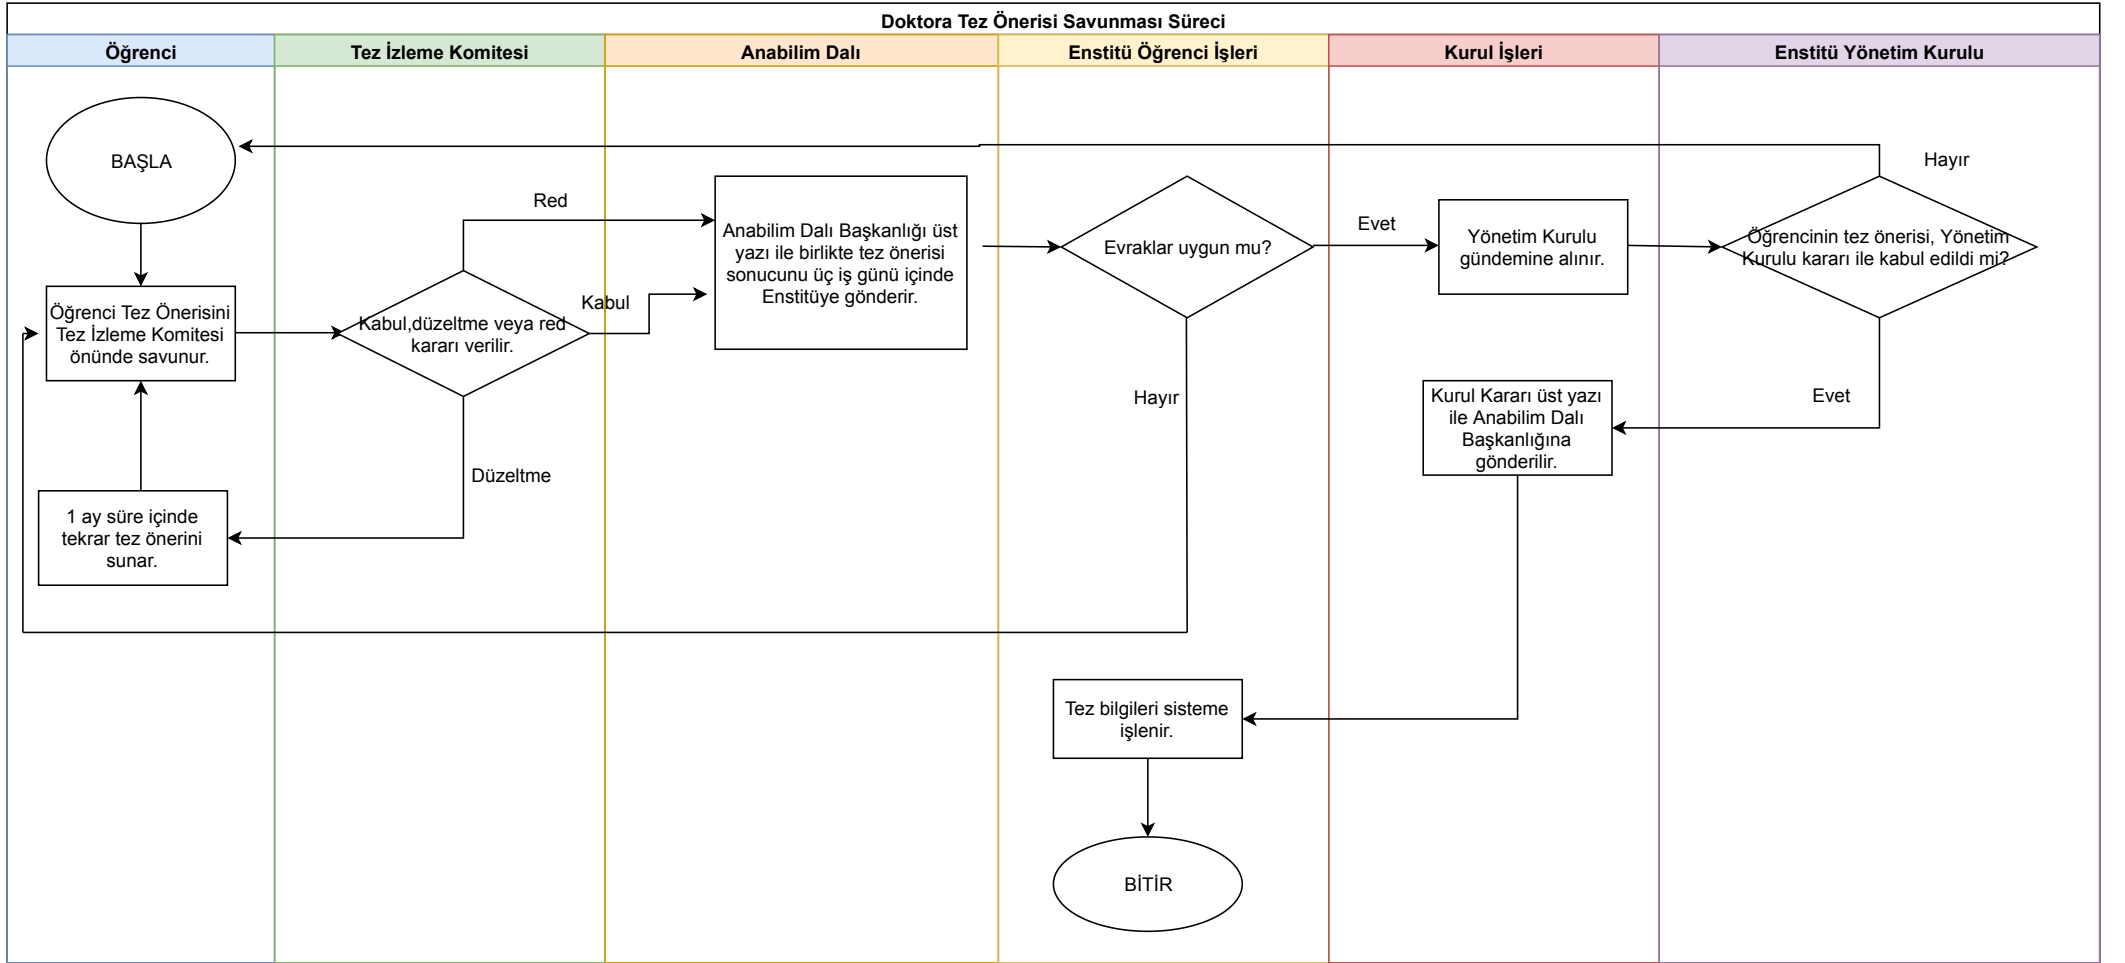 Doktora Tez Önerisi Savunması Süreci
Öğrenci
Tez İzleme Komitesi
Anabilim Dalı
Enstitü Öğrenci İşleri
Kurul İşleri
Enstitü Yönetim Kurulu
BAŞLA
Öğrenci Tez Önerisini
Tez İzleme Komitesi
önünde savunur.
1 ay süre içinde
tekrar tez önerini
sunar.
Red
Kabul,düzeltme veya red
kararı verilir.
Kabul
Düzeltme
Anabilim Dalı Başkanlığı üst
yazı ile birlikte tez önerisi
sonucunu üç iş günü içinde
Enstitüye gönderir.
Evraklar uygun mu?
Evet
Hayır
Yönetim Kurulu
gündemine alınır.
Öğrencinin tez önerisi, Yönetim
Kurulu kararı ile kabul edildi mi?
Hayır
Evet
Kurul Kararı üst yazı
ile Anabilim Dalı
Başkanlığına
gönderilir.
Tez bilgileri sisteme
işlenir.
BİTİR